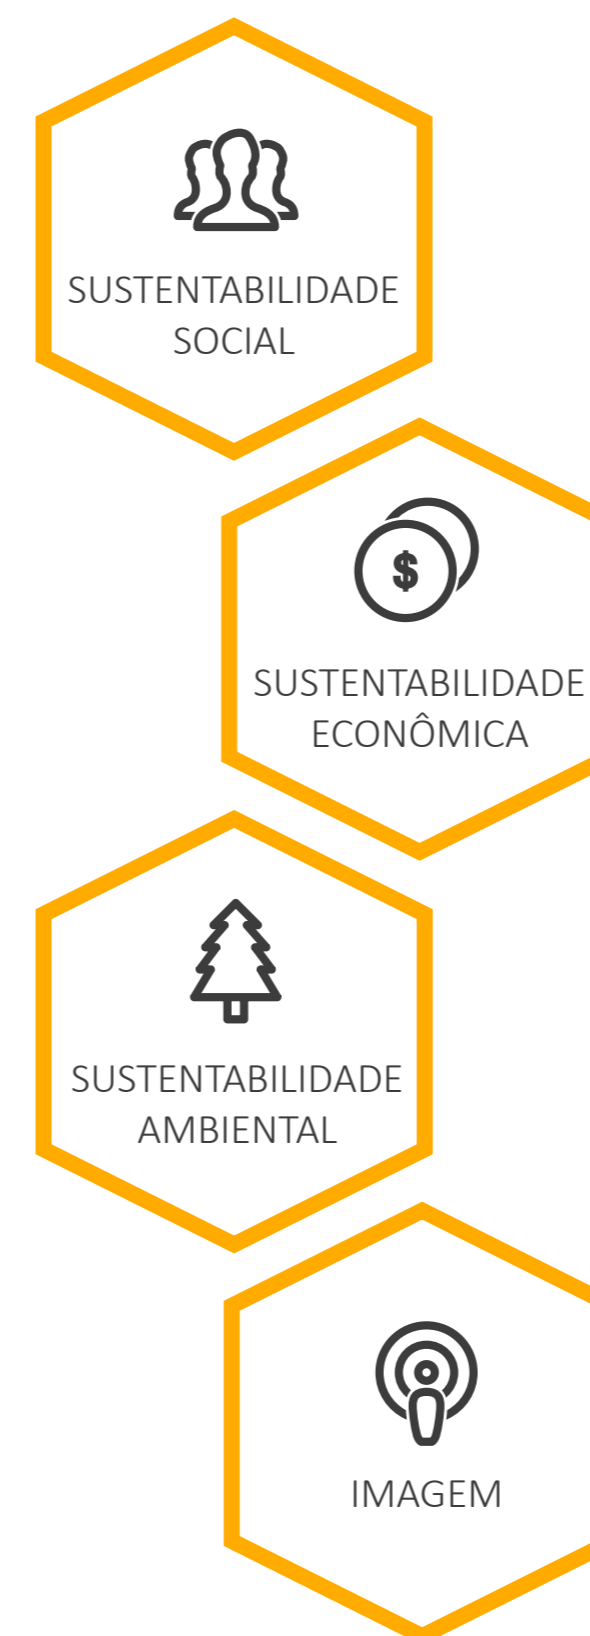 SUSTENTABILIDADE
SOCIAL
$
SUSTENTABILIDADE
ECONÔMICA
SUSTENTABILIDADE
AMBIENTAL
IMAGEM